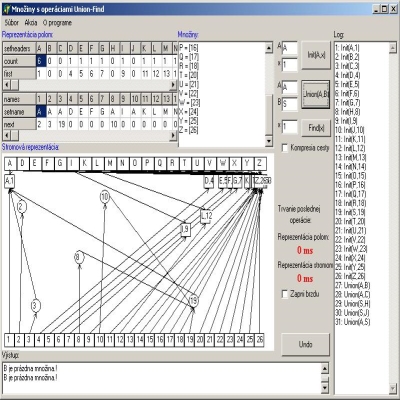 Množiny s operáciami Union-Find
Súbor Akcia O programe
Reprezentácia polom:
setheaders A B C D E F G H I J K L M N
count 6 0 0 1 1 1 1 0 1 0 1 1 1 1
first 1 0 0 4 5 6 7 0 9 0 11 12 13 1
names 1 2 3 4 5 6 7 8 9 10 11 12 13 1
setname A A A D E F G A I A K L M N
next 2 3 19 0 0 0 0 10 0 0 0 0 0 0
Množiny:
P = [16]
Q = [17]
R = [18]
T = [20]
U = [21]
V = [22]
W = [23]
X = [24]
Y = [25]
Z = [26]
A A
x 1
Init(A,x)
A A
B S
Union(A,B)
x 1
Find(x)
Kompresia cesty
Stromová reprezentácia:
A D E F G I K L M N O P Q R T U V W X Y Z
A,1
D,4
E,5
F,6
G,7
K
Z,26
2
10
L,12
I,9
8
3
19
1 2 3 4 5 6 7 8 9 10 11 12 13 14 15 16 17 18 19 20 21 22 23 24 25 26
Trvanie poslednej
operácie:
Reprezentácia polom:
0 ms
Reprezentácia stromom:
0 ms
Zapni brzdu
Undo
Výstup:
B je prázdna množina !
B je prázdna množina !
Log:
1: Init(A,1)
2: Init(B,2)
3: Init(C,3)
4: Init(D,4)
5: Init(E,5)
6: Init(F,6)
7: Init(G,7)
8: Init(H,8)
9: Init(I,9)
10: Init(J,10)
11: Init(K,11)
12: Init(L,12)
13: Init(M,13)
14: Init(N,14)
15: Init(O,15)
16: Init(P,16)
17: Init(Q,17)
18: Init(R,18)
19: Init(S,19)
20: Init(T,20)
21: Init(U,21)
22: Init(V,22)
23: Init(W,23)
24: Init(X,24)
25: Init(Y,25)
26: Init(Z,26)
27: Union(A,B)
28: Union(A,C)
29: Union(S,H)
30: Union(S,J)
31: Union(A,S)